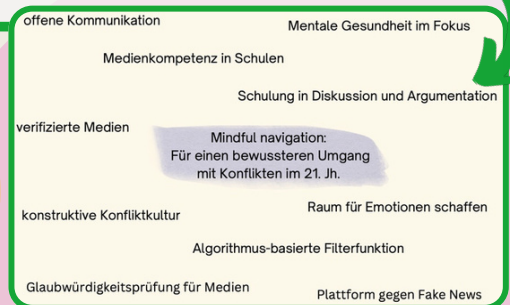 offene Kommunikation
Mentale Gesundheit im Fokus
Medienkompetenz in Schulen
Schulung in Diskussion und Argumentation
verifizierte Medien
Mindful navigation:
Für einen bewussteren Umgang
mit Konflikten im 21. Jh.
Raum für Emotionen schaffen
konstruktive Konfliktkultur
Algorithmus-basierte Filterfunktion
Glaubwürdigkeitsprüfung für Medien
Plattform gegen Fake News